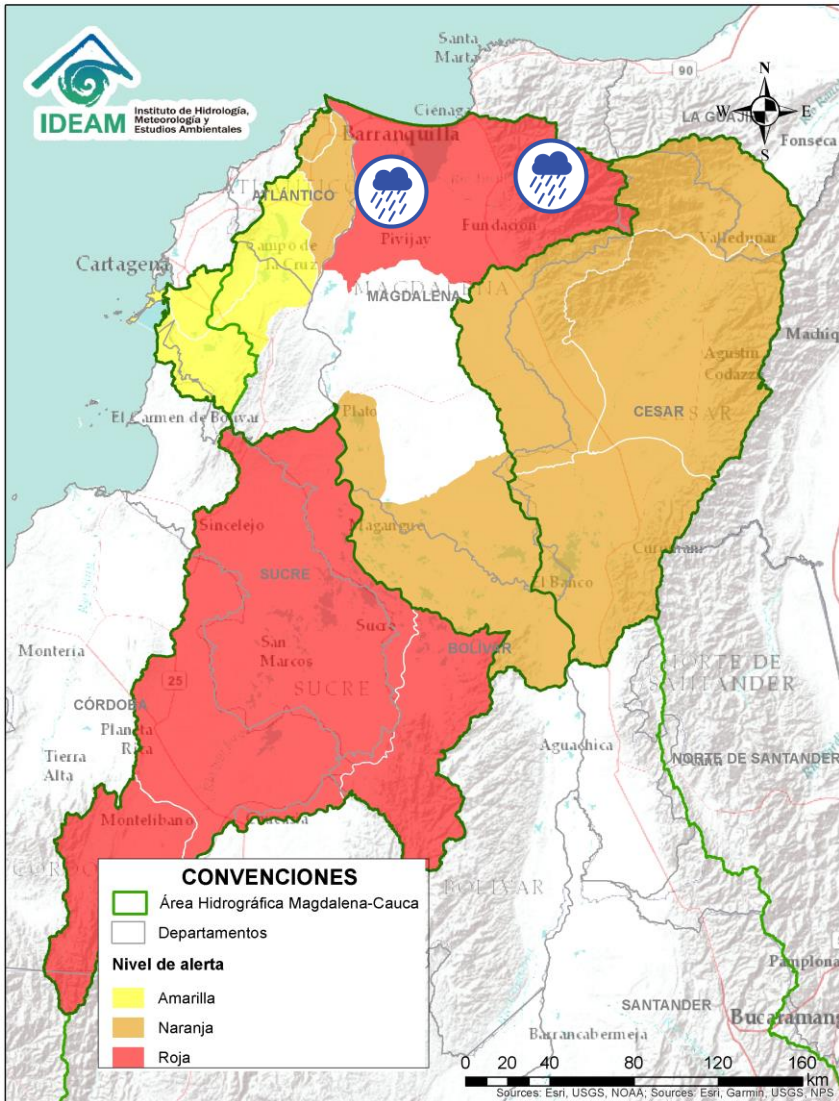 IDEAM
Instituto de Hidrología,
Meteorología y
Estudios Ambientales
Santa
Marta
90
N
W
E
S
LA GUAJI
Fonseca
Ciénaga
Barranquilla
ATLÁNTICO
Fundación
Pivijay
Valledupar
Campo de
la Cruz
Cartagena
MAGDALENA
Agustín
Codazzi
El Carmen de Bolívar
Plato
CESAR
Sincelejo
Magangué
SUCRE
Curumaní
El Banco
Sucre
San
Marcos
BOLÍVAR
Montería
SUCRE
25
NORTE DE
SANTANDER
CÓRDOBA
Planeta
Rica
Tierra
Alta
Aguachica
NORTE DE SANTANDER
Montelíbano
Caucasia
BOLÍVAR
CONVENCIONES
Área Hidrográfica Magdalena-Cauca
Departamentos
Nivel de alerta
Amarilla
Naranja
Roja
Pamplona
SANTANDER
Bucaramang
Barrancabermeja
0 20 40 80 120 160
km
Sources: Esri, USGS, NOAA; Sources: Esri, Garmin, USGS, NPS